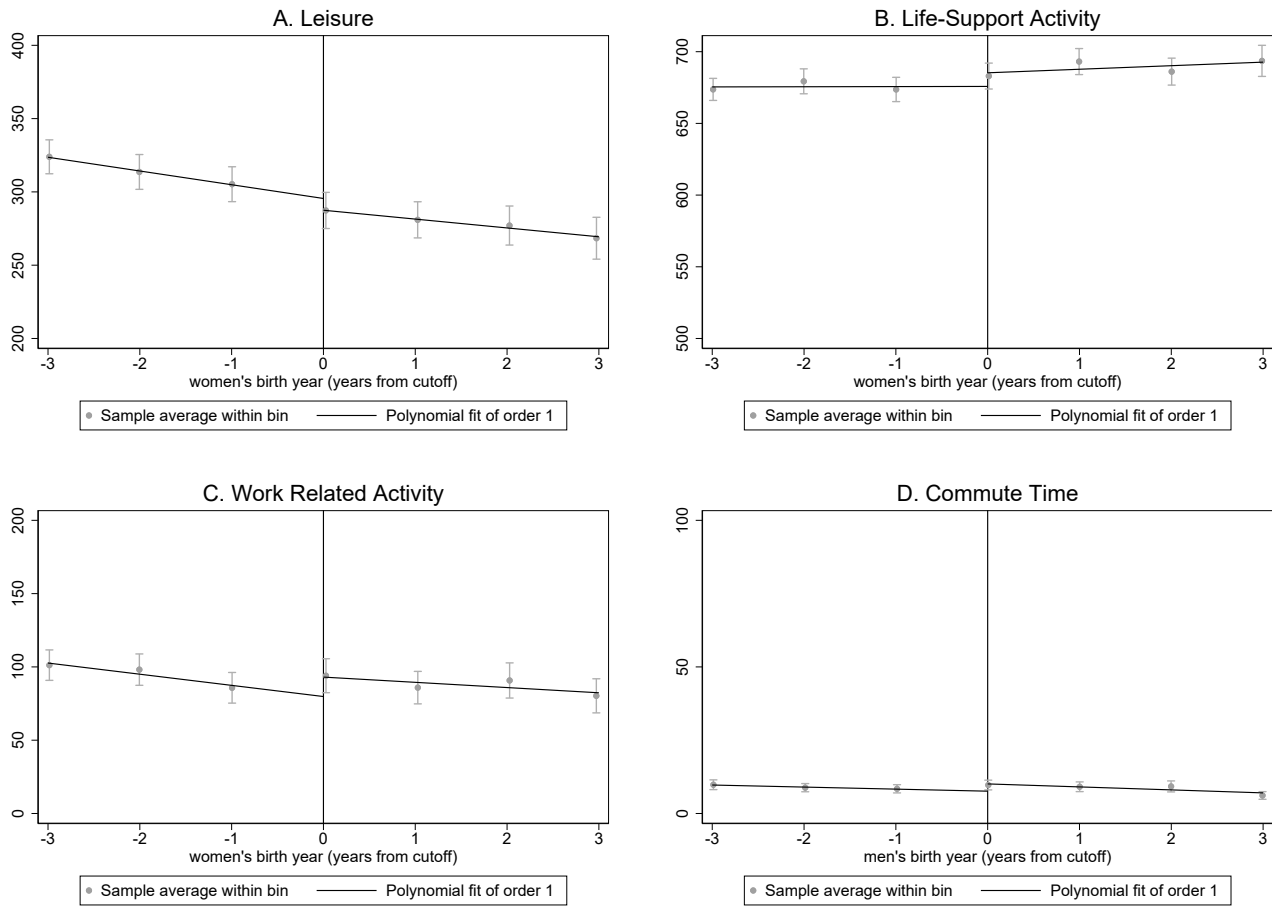 A. Leisure
400
350
300
250
200
-3 -2 -1 0 1 2 3
women's birth year (years from cutoff)
Sample average within bin Polynomial fit of order 1
B. Life-Support Activity
700
650
600
550
500
-3 -2 -1 0 1 2 3
women's birth year (years from cutoff)
Sample average within bin Polynomial fit of order 1
C. Work Related Activity
200
150
100
50
0
-3 -2 -1 0 1 2 3
women's birth year (years from cutoff)
Sample average within bin Polynomial fit of order 1
D. Commute Time
100
50
0
-3 -2 -1 0 1 2 3
men's birth year (years from cutoff)
Sample average within bin Polynomial fit of order 1